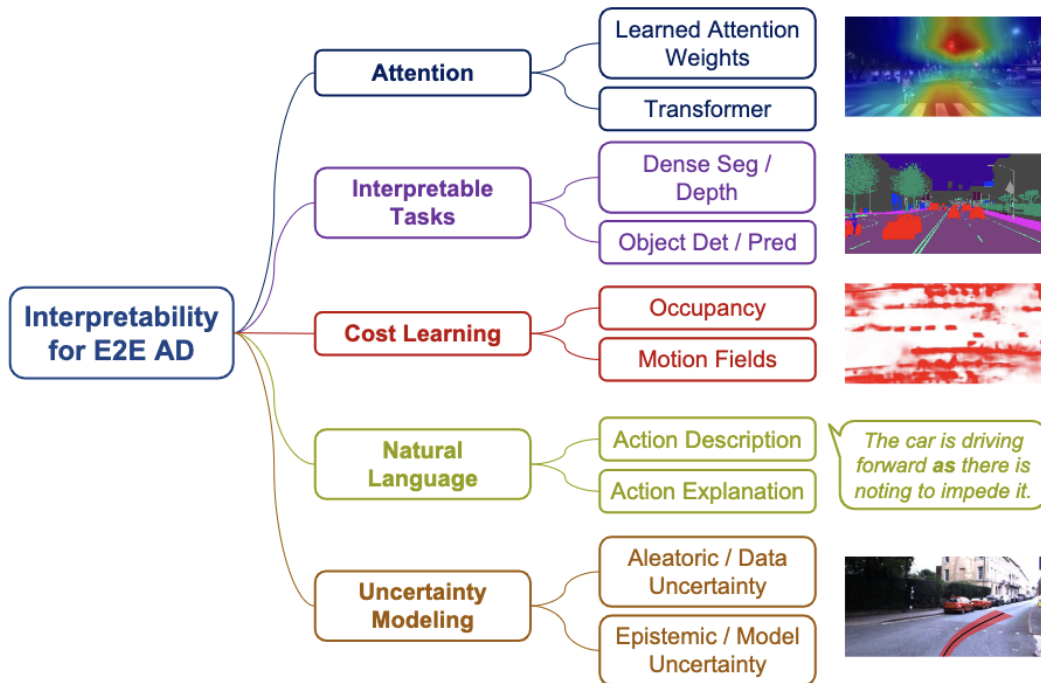 Interpretability
for E2E AD
Attention
Learned Attention
Weights
Transformer
Interpretable
Tasks
Dense Seg /
Depth
Object Det / Pred
Cost Learning
Occupancy
Motion Fields
Natural
Language
Action Description
Action Explanation
The car is driving
forward as there is
noting to impede it.
Uncertainty
Modeling
Aleatoric / Data
Uncertainty
Epistemic / Model
Uncertainty